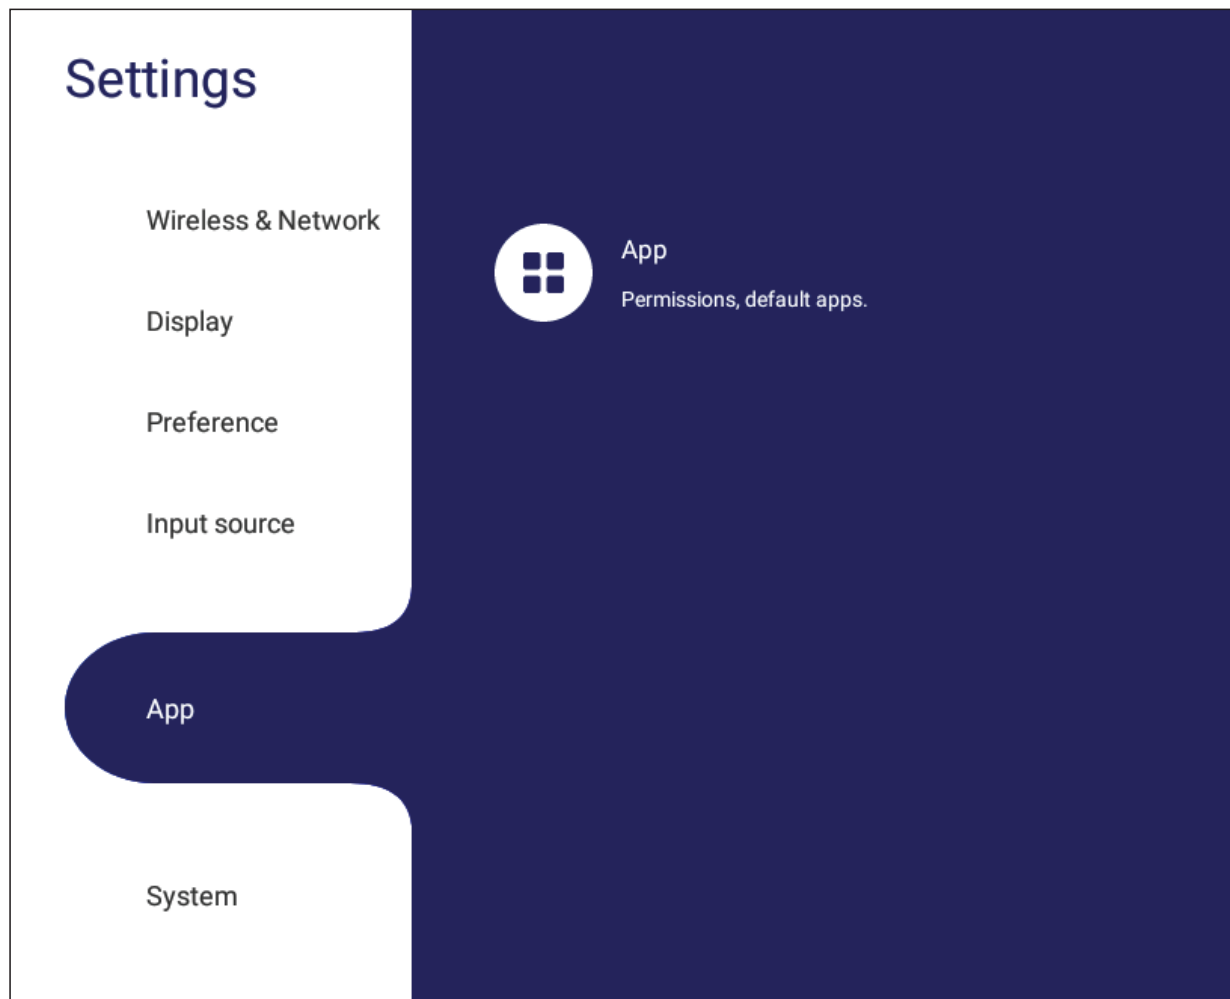 Settings
Wireless & Network
Display
Preference
Input source
App
System
App
Permissions, default apps.